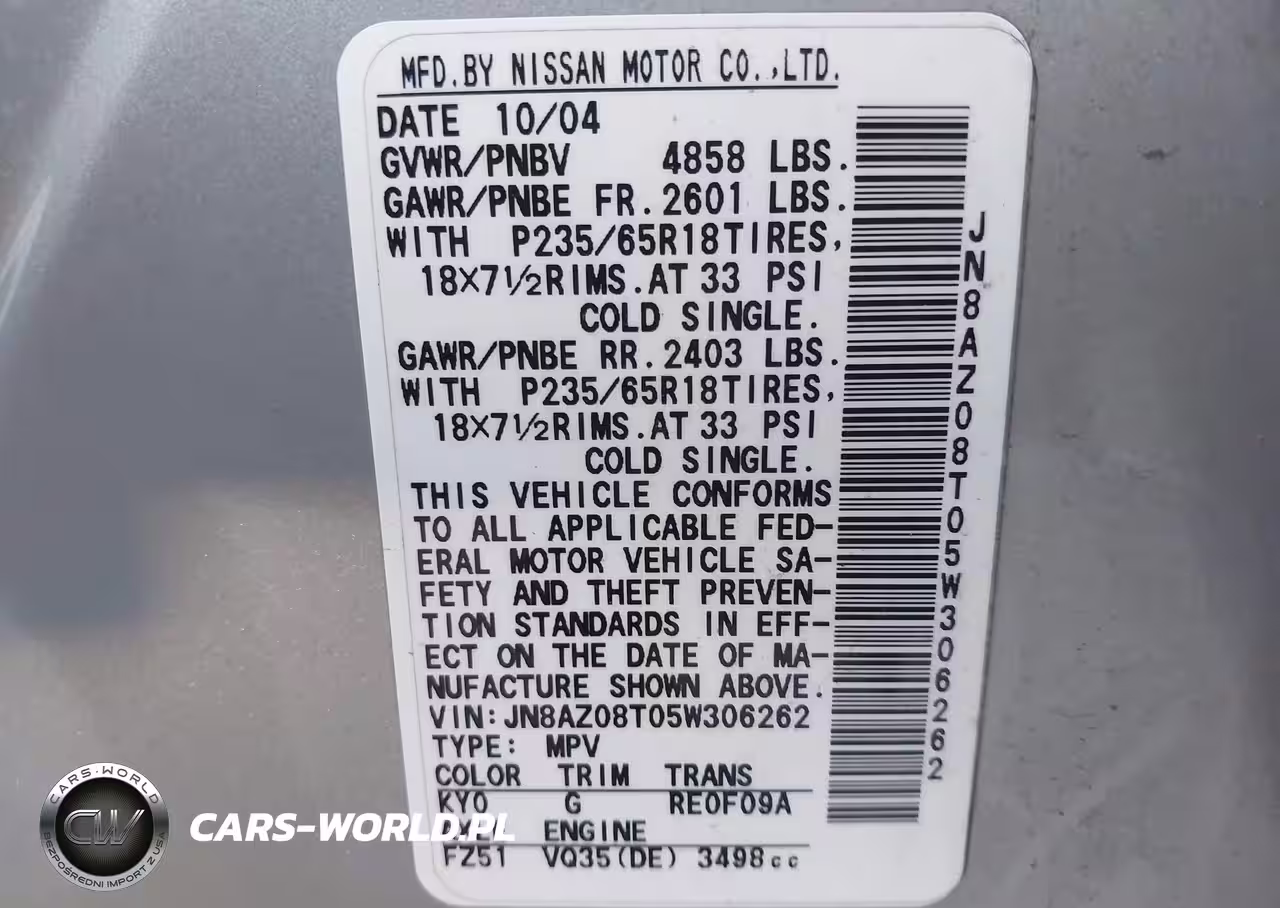 MFD.BY NISSAN MOTOR CO.,LTD.
DATE 10/04
GVWR/PNBV 4858 LBS.
GAWR/PNBE FR.2601 LBS.
WITH P235/65R18TIRES,
18×7½RIMS.AT 33 PSI
COLD SINGLE.
GAWR/PNBE RR.2403 LBS.
WITH P235/65R18TIRES,
18×7½RIMS.AT 33 PSI
COLD SINGLE.
THIS VEHICLE CONFORMS
TO ALL APPLICABLE FED-
ERAL MOTOR VEHICLE SA-
FETY AND THEFT PREVEN-
TION STANDARDS IN EFF-
ECT ON THE DATE OF MA-
NUFACTURE SHOWN ABOVE.
VIN:JN8AZ08T05W306262
TYPE: MPV
COLOR TRIM TRANS
KY0 G RE0F09A
ENGINE
FZ51 VQ35(DE) 3498cc
JN8AZ08T05W306262
CARS-WORLD
CW
BEZPOŚREDNI IMPORT Z USA
CARS-WORLD.PL